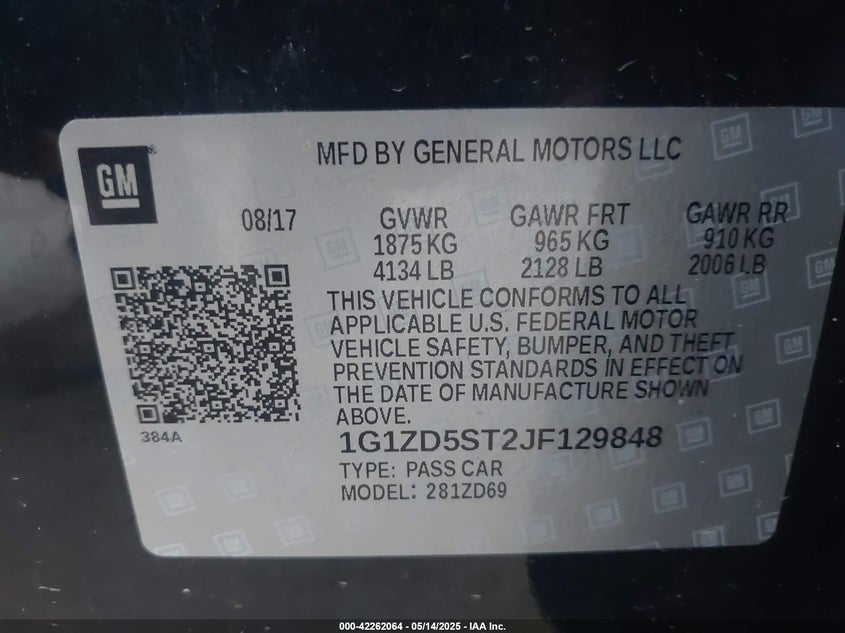 GM
MFD BY GENERAL MOTORS LLC
08/17
GVWR
1875 KG
4134 LB
GAWR FRT
965 KG
2128 LB
GAWR RR
910 KG
2006 LB
THIS VEHICLE CONFORMS TO ALL
APPLICABLE U.S. FEDERAL MOTOR
VEHICLE SAFETY, BUMPER, AND THEFT
PREVENTION STANDARDS IN EFFECT ON
THE DATE OF MANUFACTURE SHOWN
ABOVE.
384A
1G1ZD5ST2JF129848
TYPE: PASS CAR
MODEL: 281ZD69
000-42262064 - 05/14/2025 - IAA Inc.